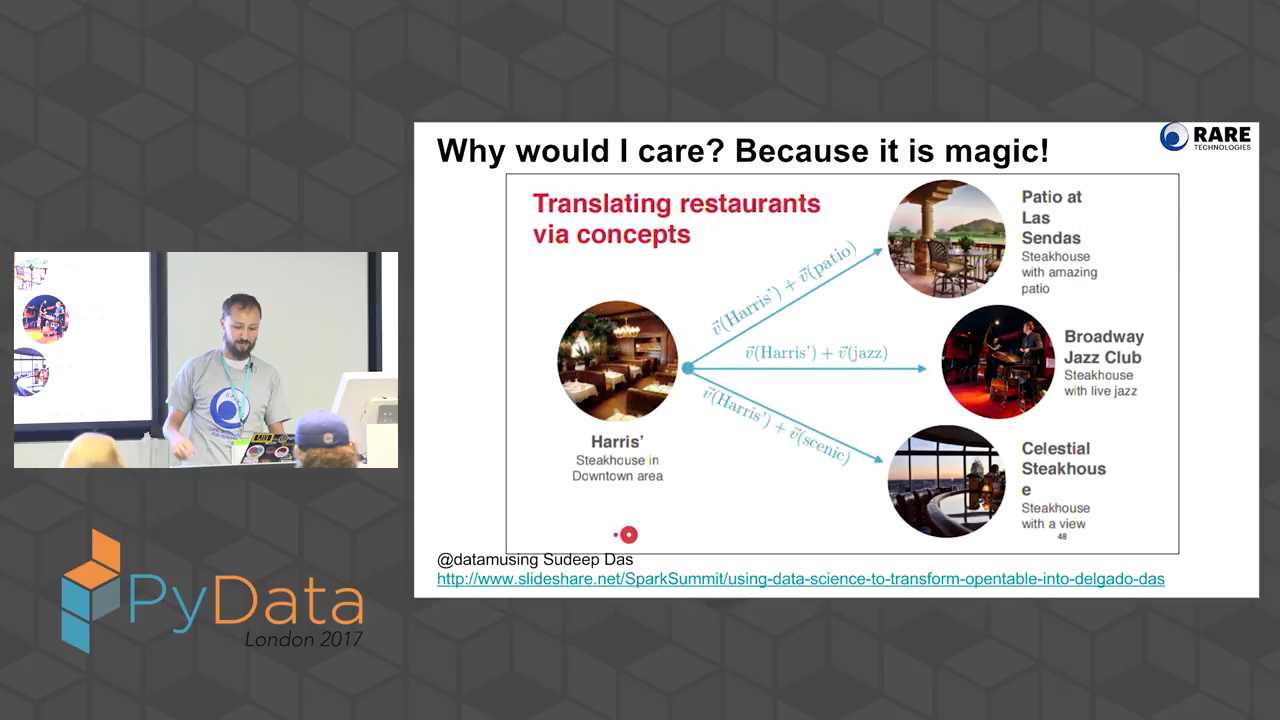 Why would I care? Because it is magic!
RARE
TECHNOLOGIES
Translating restaurants
via concepts
v⃗(Harris') + v⃗(patio)
v⃗(Harris') + v⃗(jazz)
v⃗(Harris') + v⃗(scenic)
Harris'
Steakhouse in
Downtown area
Patio at
Las
Sendas
Steakhouse
with amazing
patio
Broadway
Jazz Club
Steakhouse
with live jazz
Celestial
Steakhous
e
Steakhouse
with a view
48
@datamusing Sudeep Das
http://www.slideshare.net/SparkSummit/using-data-science-to-transform-opentable-into-delgado-das
PyData
London 2017